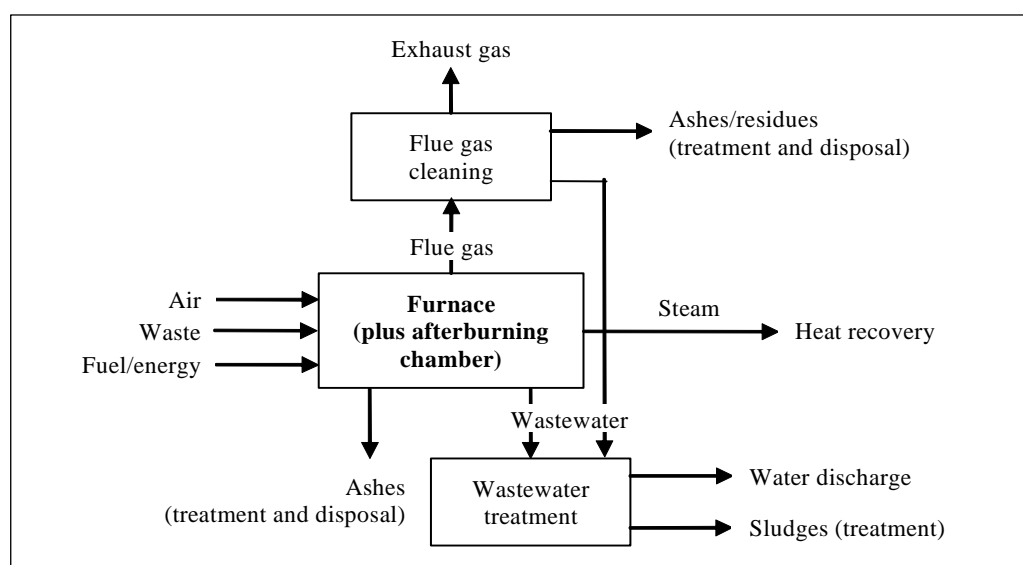 Exhaust gas
Flue gas
cleaning
Ashes/residues
(treatment and disposal)
Flue gas
Air
Waste
Fuel/energy
Furnace
(plus afterburning
chamber)
Steam
Heat recovery
Wastewater
Ashes
(treatment and disposal)
Wastewater
treatment
Water discharge
Sludges (treatment)